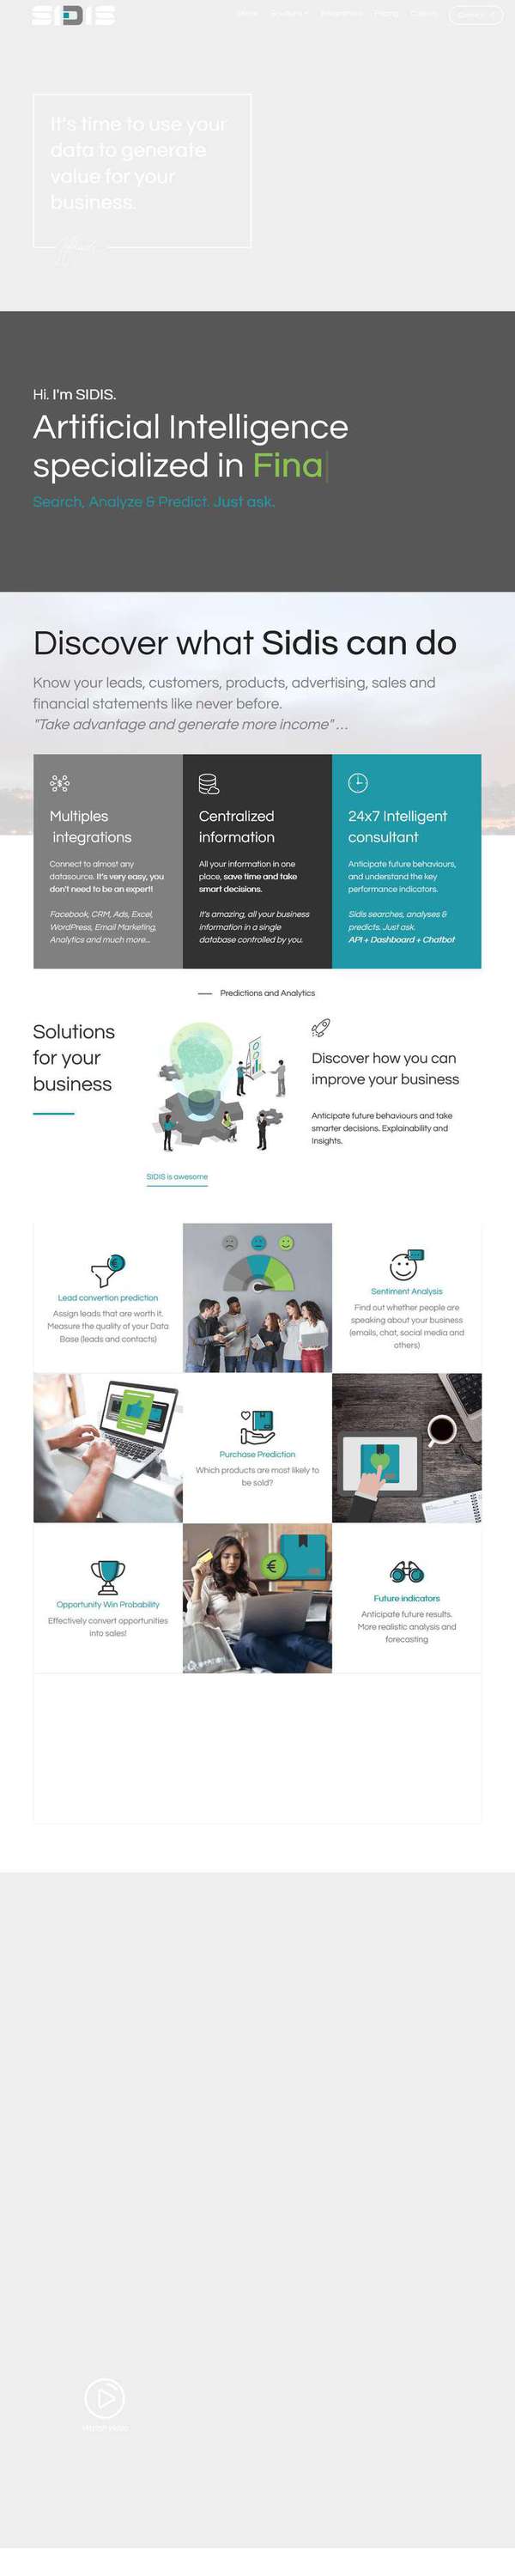 SIDIS
It's time to use your
data to generate
value for your
business.
Hi. I'm SIDIS.
Artificial Intelligence
specialized in Fina
Search, Analyze & Predict. Just ask.
Discover what Sidis can do
Know your leads, customers, products, advertising, sales and
financial statements like never before.
"Take advantage and generate more income" ...
Multiples
integrations
Connect to almost any
datasource. It's very easy, you
don't need to be an expert!
Facebook, CRM, Ads, Excel,
WordPress, Email Marketing,
Analytics and much more...
Centralized
information
All your information in one
place, save time and take
smart decisions.
It's amazing, all your business
information in a single
database controlled by you.
24x7 Intelligent
consultant
Anticipate future behaviours,
and understand the key
performance indicators.
Sidis searches, analyses &
predicts. Just ask.
API + Dashboard + Chatbot
Predictions and Analytics
Solutions
for your
business
Discover how you can
improve your business
Anticipate future behaviours and take
smarter decisions. Explainability and
Insights.
SIDIS is awesome
Lead convertion prediction
Assign leads that are worth it.
Measure the quality of your Data
Base (leads and contacts)
Sentiment Analysis
Find out whether people are
speaking about your business
(emails, chat, social media and
others)
Purchase Prediction
Which products are most likely to
be sold?
Opportunity Win Probability
Effectively convert opportunities
into sales!
Future indicators
Anticipate future results.
More realistic analysis and
forecasting